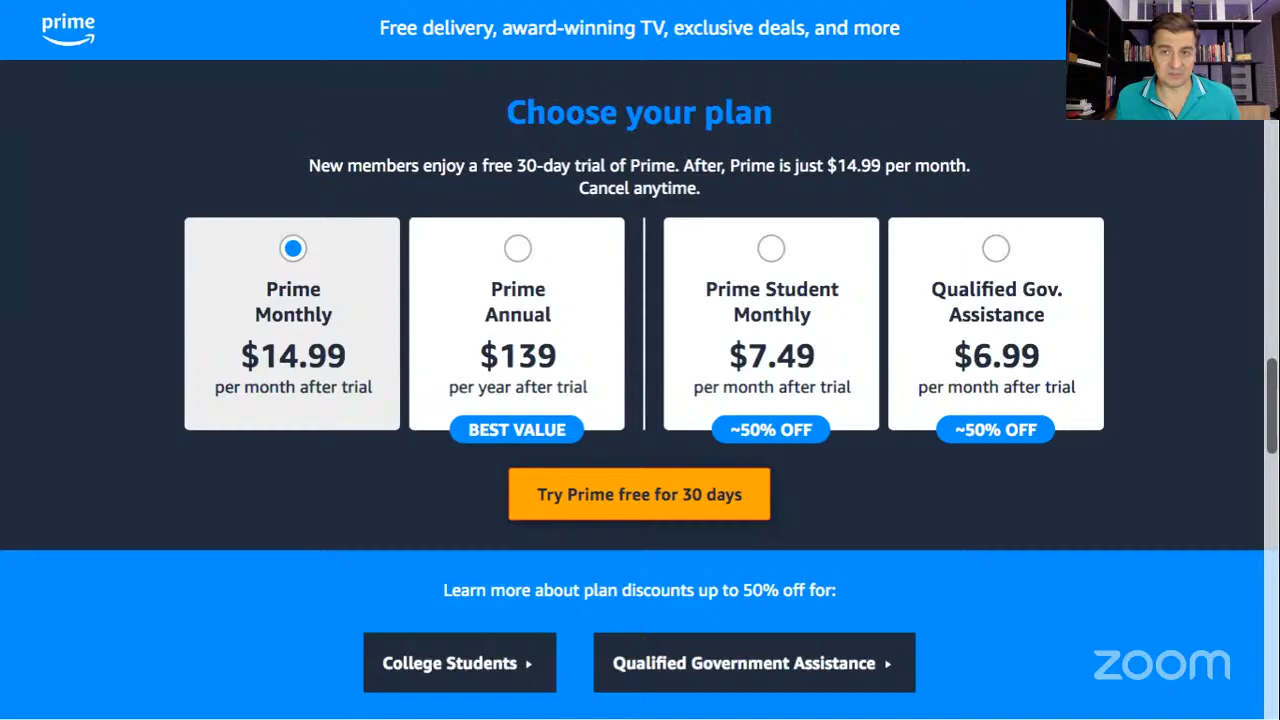 prime
Free delivery, award-winning TV, exclusive deals, and more
Choose your plan
New members enjoy a free 30-day trial of Prime. After, Prime is just $14.99 per month.
Cancel anytime.
Prime
Monthly
$14.99
per month after trial
Prime
Annual
$139
per year after trial
BEST VALUE
Prime Student
Monthly
$7.49
per month after trial
~50% OFF
Qualified Gov.
Assistance
$6.99
per month after trial
~50% OFF
Try Prime free for 30 days
Learn more about plan discounts up to 50% off for:
College Students ▸
Qualified Government Assistance ▸
zoom